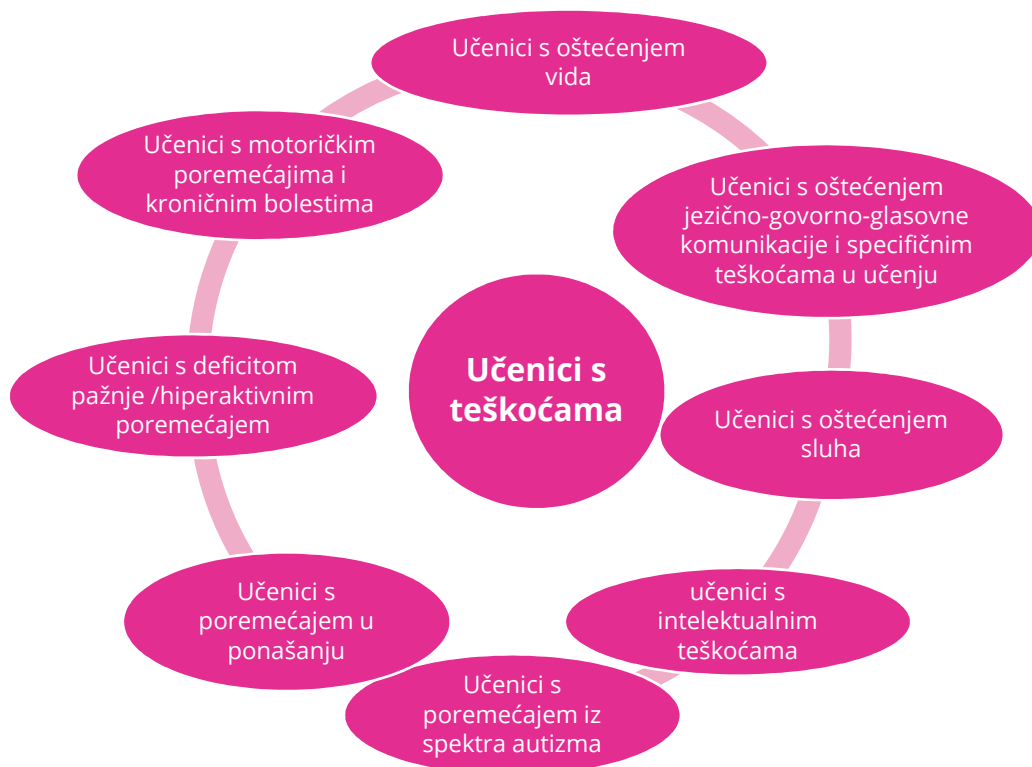 Učenici s oštećenjem
vida
Učenici s oštećenjem
jezično-govorno-glasovne
komunikacije i specifičnim
teškoćama u učenju
Učenici s oštećenjem
sluha
učenici s
intelektualnim
teškoćama
Učenici s
poremećajem iz
spektra autizma
Učenici s
poremećajem u
ponašanju
Učenici s deficitom
pažnje /hiperaktivnim
poremećajem
Učenici s motoričkim
poremećajima i
kroničnim bolestima
Učenici s
teškoćama